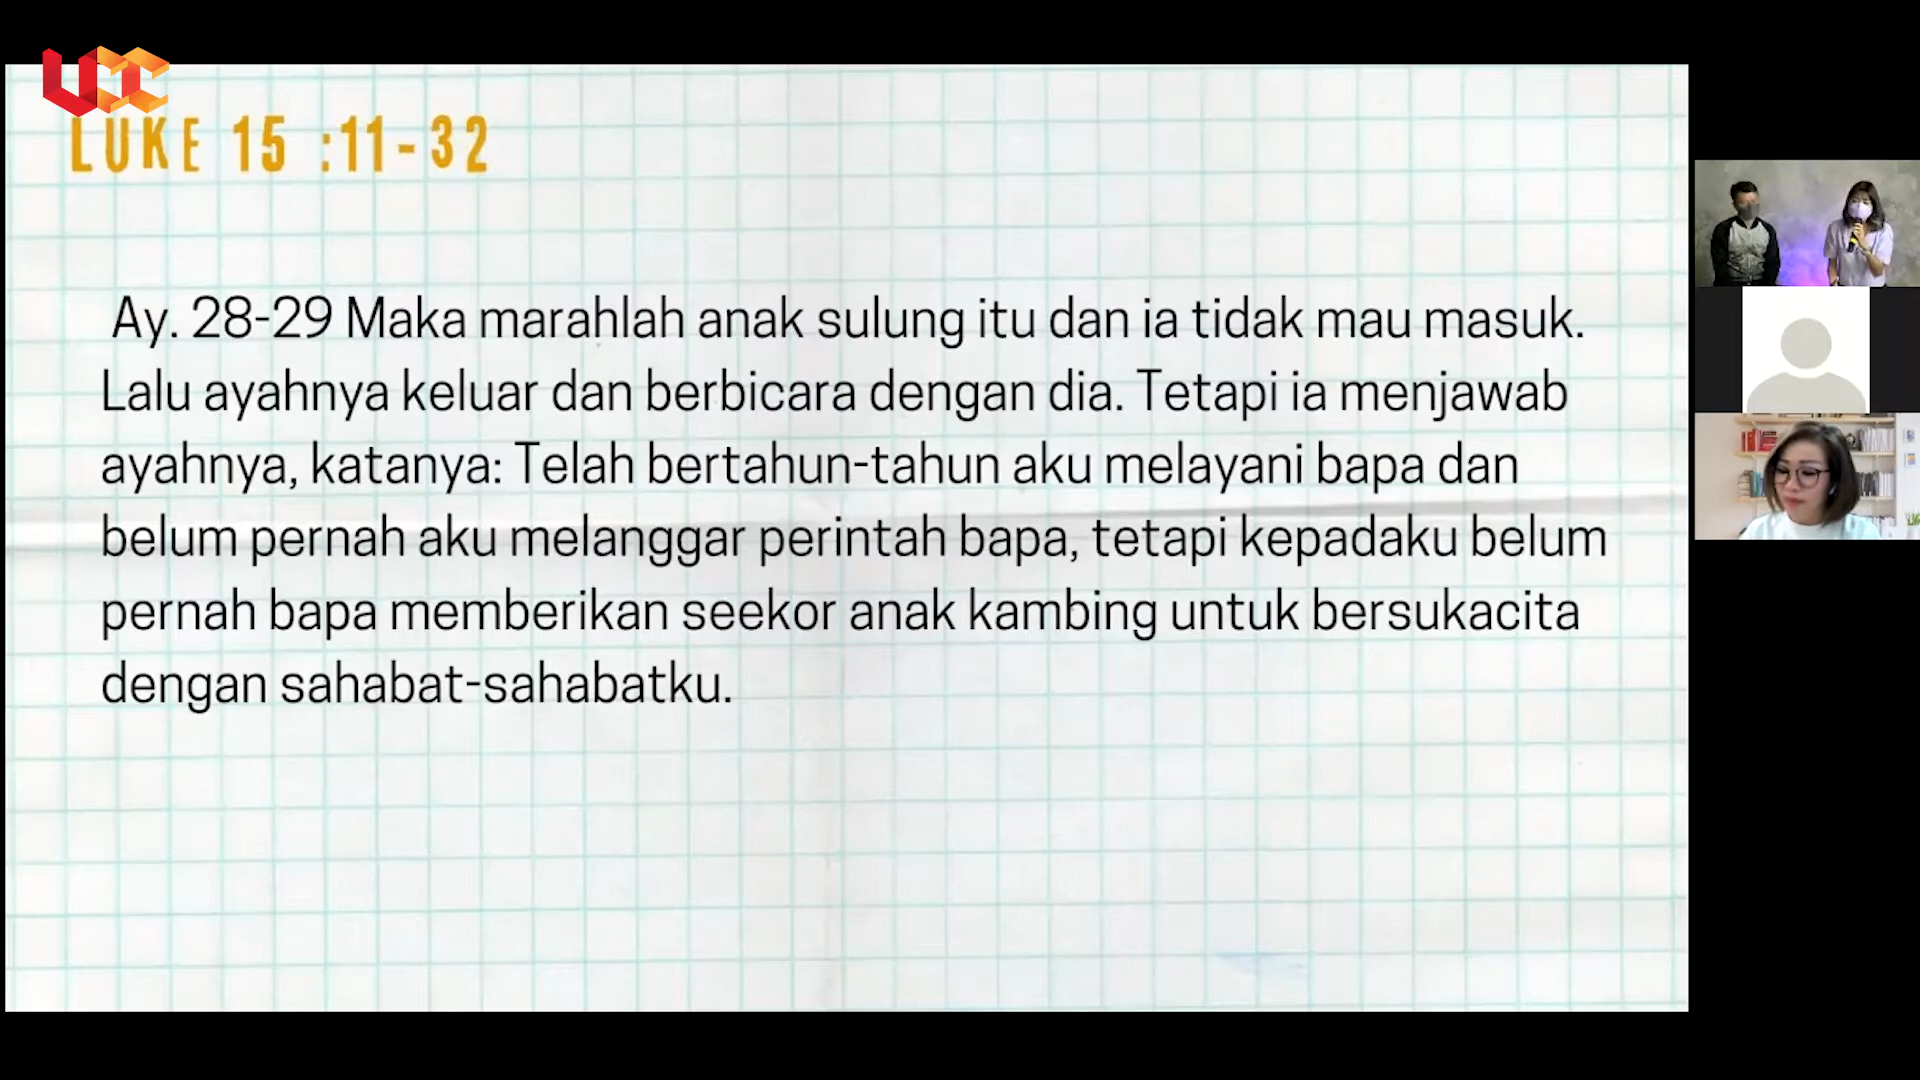 UCC
LUKE 15 :11-32
Ay. 28-29 Maka marahlah anak sulung itu dan ia tidak mau masuk.
Lalu ayahnya keluar dan berbicara dengan dia. Tetapi ia menjawab
ayahnya, katanya: Telah bertahun-tahun aku melayani bapa dan
belum pernah aku melanggar perintah bapa, tetapi kepadaku belum
pernah bapa memberikan seekor anak kambing untuk bersukacita
dengan sahabat-sahabatku.